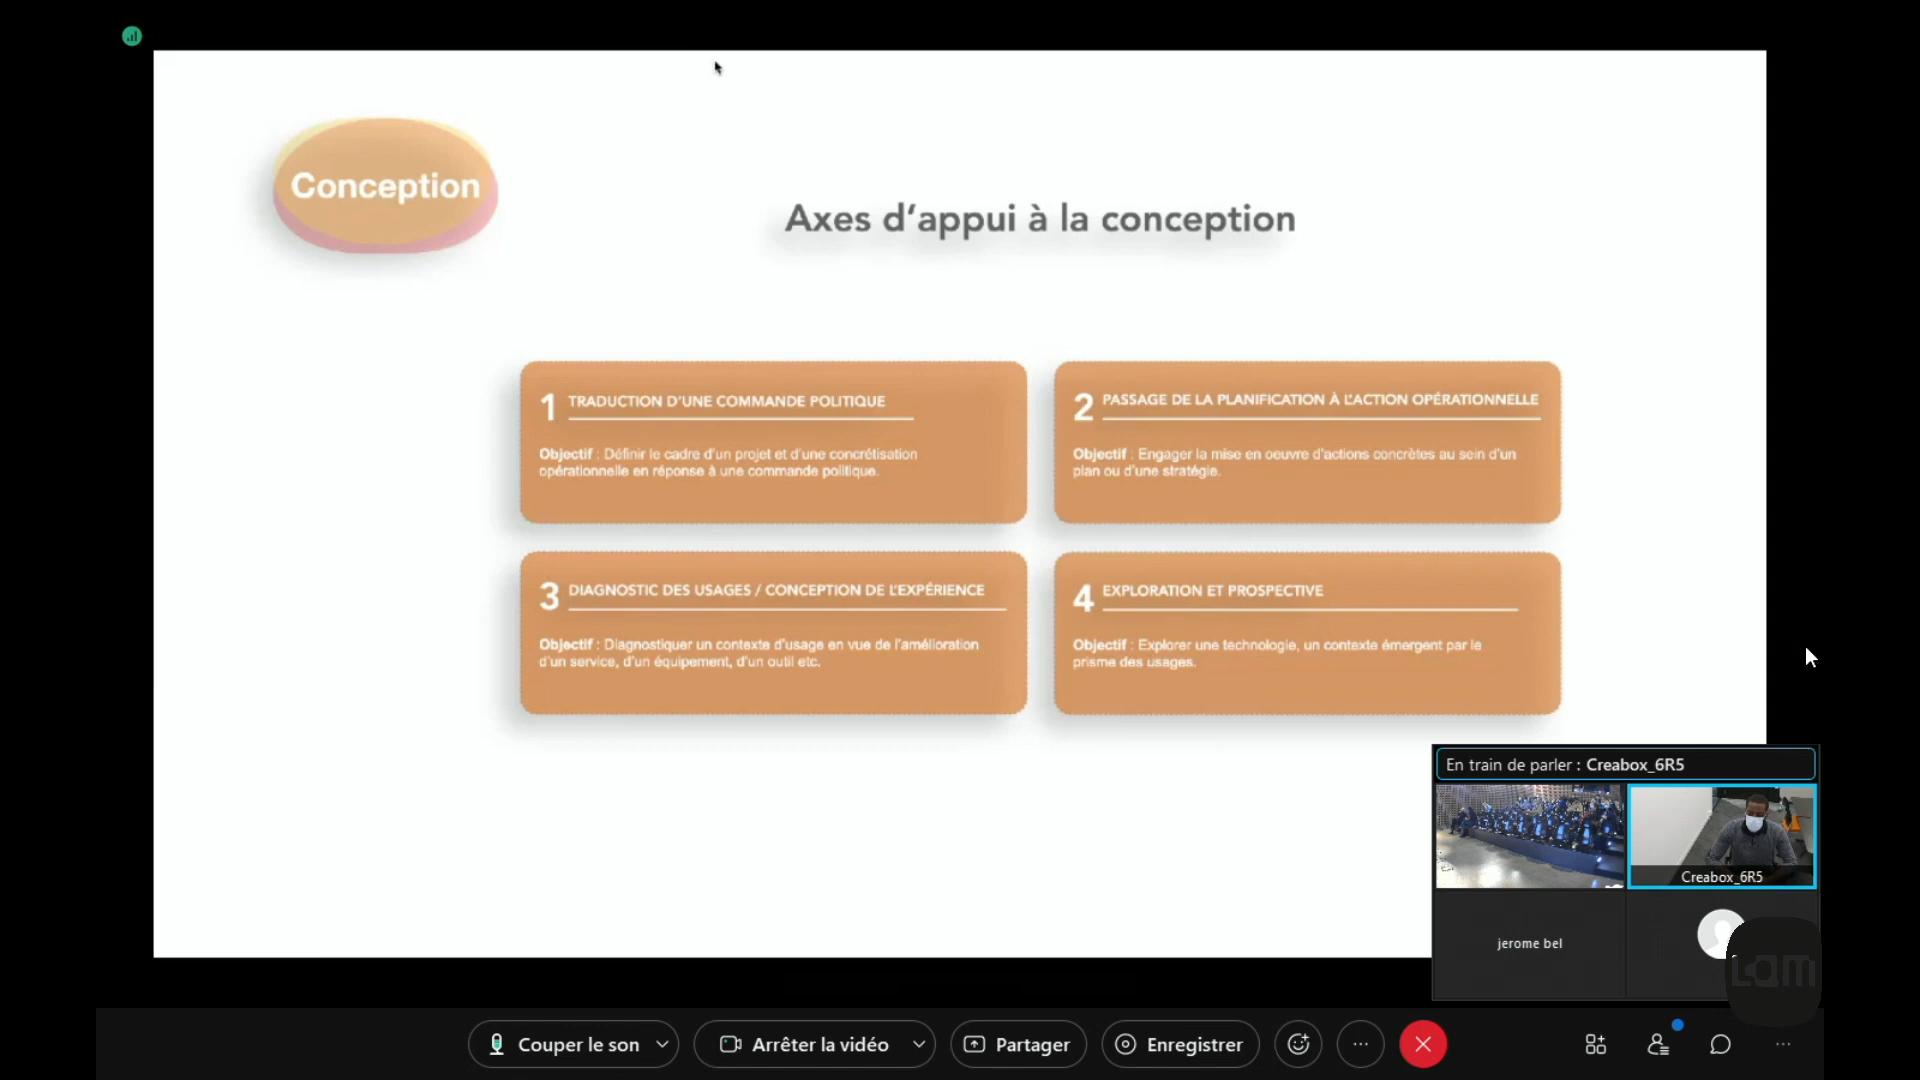 Conception
Axes d’appui à la conception
1 TRADUCTION D’UNE COMMANDE POLITIQUE
Objectif : Définir le cadre d’un projet et d’une concrétisation
opérationnelle en réponse à une commande politique.
2 PASSAGE DE LA PLANIFICATION À L’ACTION OPÉRATIONNELLE
Objectif : Engager la mise en oeuvre d’actions concrètes au sein d’un
plan ou d’une stratégie.
3 DIAGNOSTIC DES USAGES / CONCEPTION DE L’EXPÉRIENCE
Objectif : Diagnostiquer un contexte d’usage en vue de l’amélioration
d’un service, d’un équipement, d’un outil etc.
4 EXPLORATION ET PROSPECTIVE
Objectif : Explorer une technologie, un contexte émergent par le
prisme des usages.
En train de parler : Creabox_6R5
Creabox_6R5
jerome bel
Lam
Couper le son
Arrêter la vidéo
Partager
Enregistrer